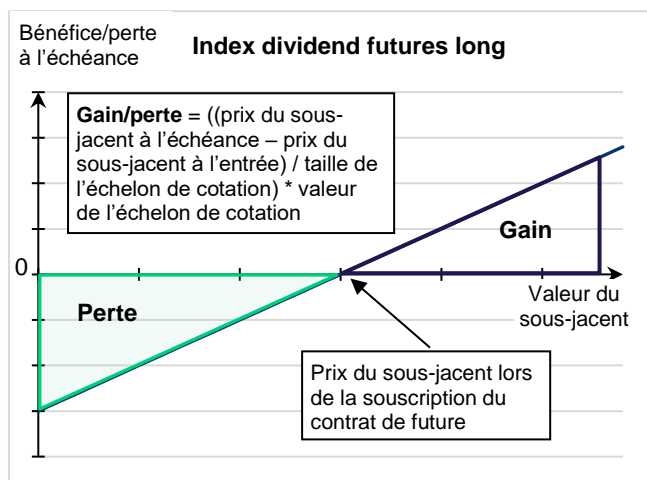 Bénéfice/perte
à l’échéance
Index dividend futures long
Gain/perte = ((prix du sous-
jacent à l’échéance – prix du
sous-jacent à l’entrée) / taille de
l’échelon de cotation) * valeur
de l’échelon de cotation
Gain
0
Valeur du
sous-jacent
Perte
Prix du sous-jacent lors
de la souscription du
contrat de future